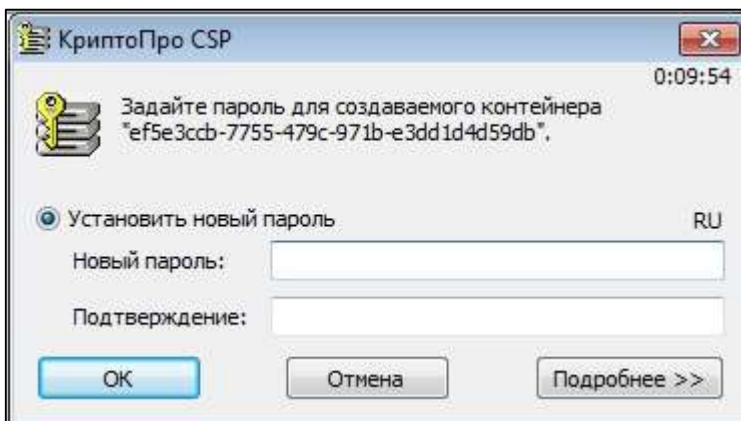 КриптоПро CSP
0:09:54
Задайте пароль для создаваемого контейнера
"ef5e3ccb-7755-479c-971b-e3dd1d4d59db".
Установить новый пароль RU
Новый пароль:
Подтверждение:
ОК Отмена Подробнее >>